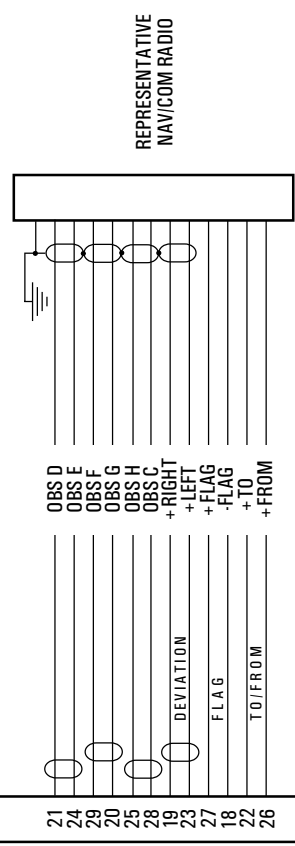 REPRESENTATIVE
NAV/COM RADIO
21 OBS D
24 OBS E
29 OBS F
20 OBS G
25 OBS H
28 OBS C
19 + RIGHT
23 + LEFT
27 + FLAG
18 -FLAG
22 + TO
26 + FROM
DEVIATION
FLAG
TO/FROM